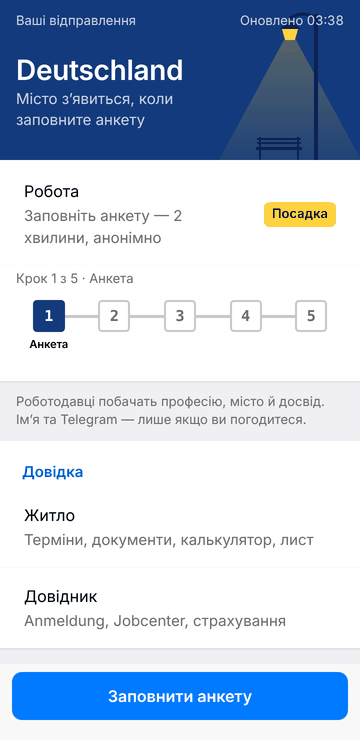 Ваші відправлення
Оновлено 03:38
Deutschland
Місто з’явиться, коли
заповните анкету
Робота
Заповніть анкету — 2
хвилини, анонімно
Посадка
Крок 1 з 5 · Анкета
1
2
3
4
5
Анкета
Роботодавці побачать професію, місто й досвід.
Ім’я та Telegram — лише якщо ви погодитеся.
Довідка
Житло
Терміни, документи, калькулятор, лист
Довідник
Anmeldung, Jobcenter, страхування
Заповнити анкету